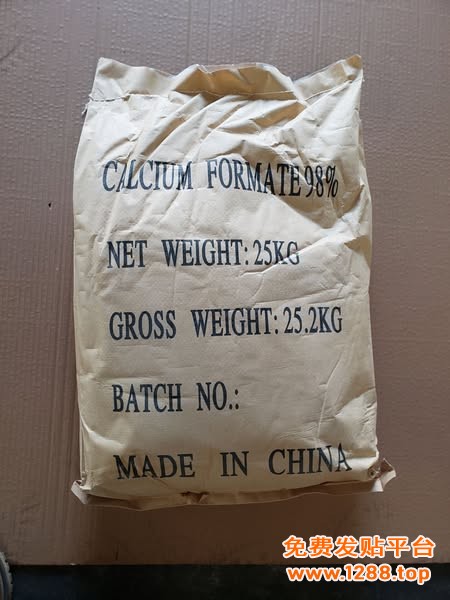 CALCIUM FORMATE 98%
NET WEIGHT: 25KG
GROSS WEIGHT: 25.2KG
BATCH NO.:
MADE IN CHINA
免费发贴平台
www.1288.top